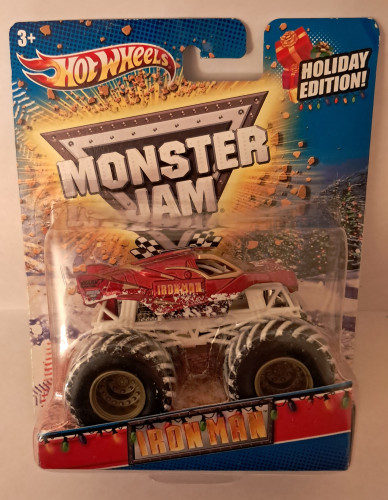 3+
HOT WHEELS
HOLIDAY
EDITION!
MONSTER
JAM
IRON MAN
IRON MAN